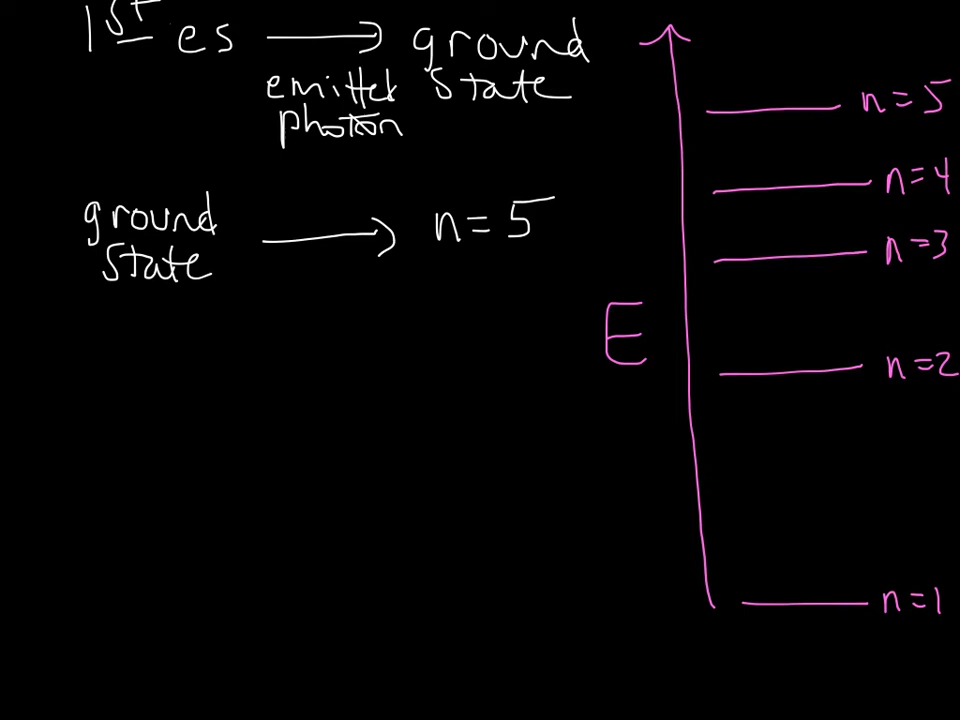 1st es ⟶ ground state
emitted photon
ground state ⟶ n = 5
E
n = 5
n = 4
n = 3
n = 2
n = 1